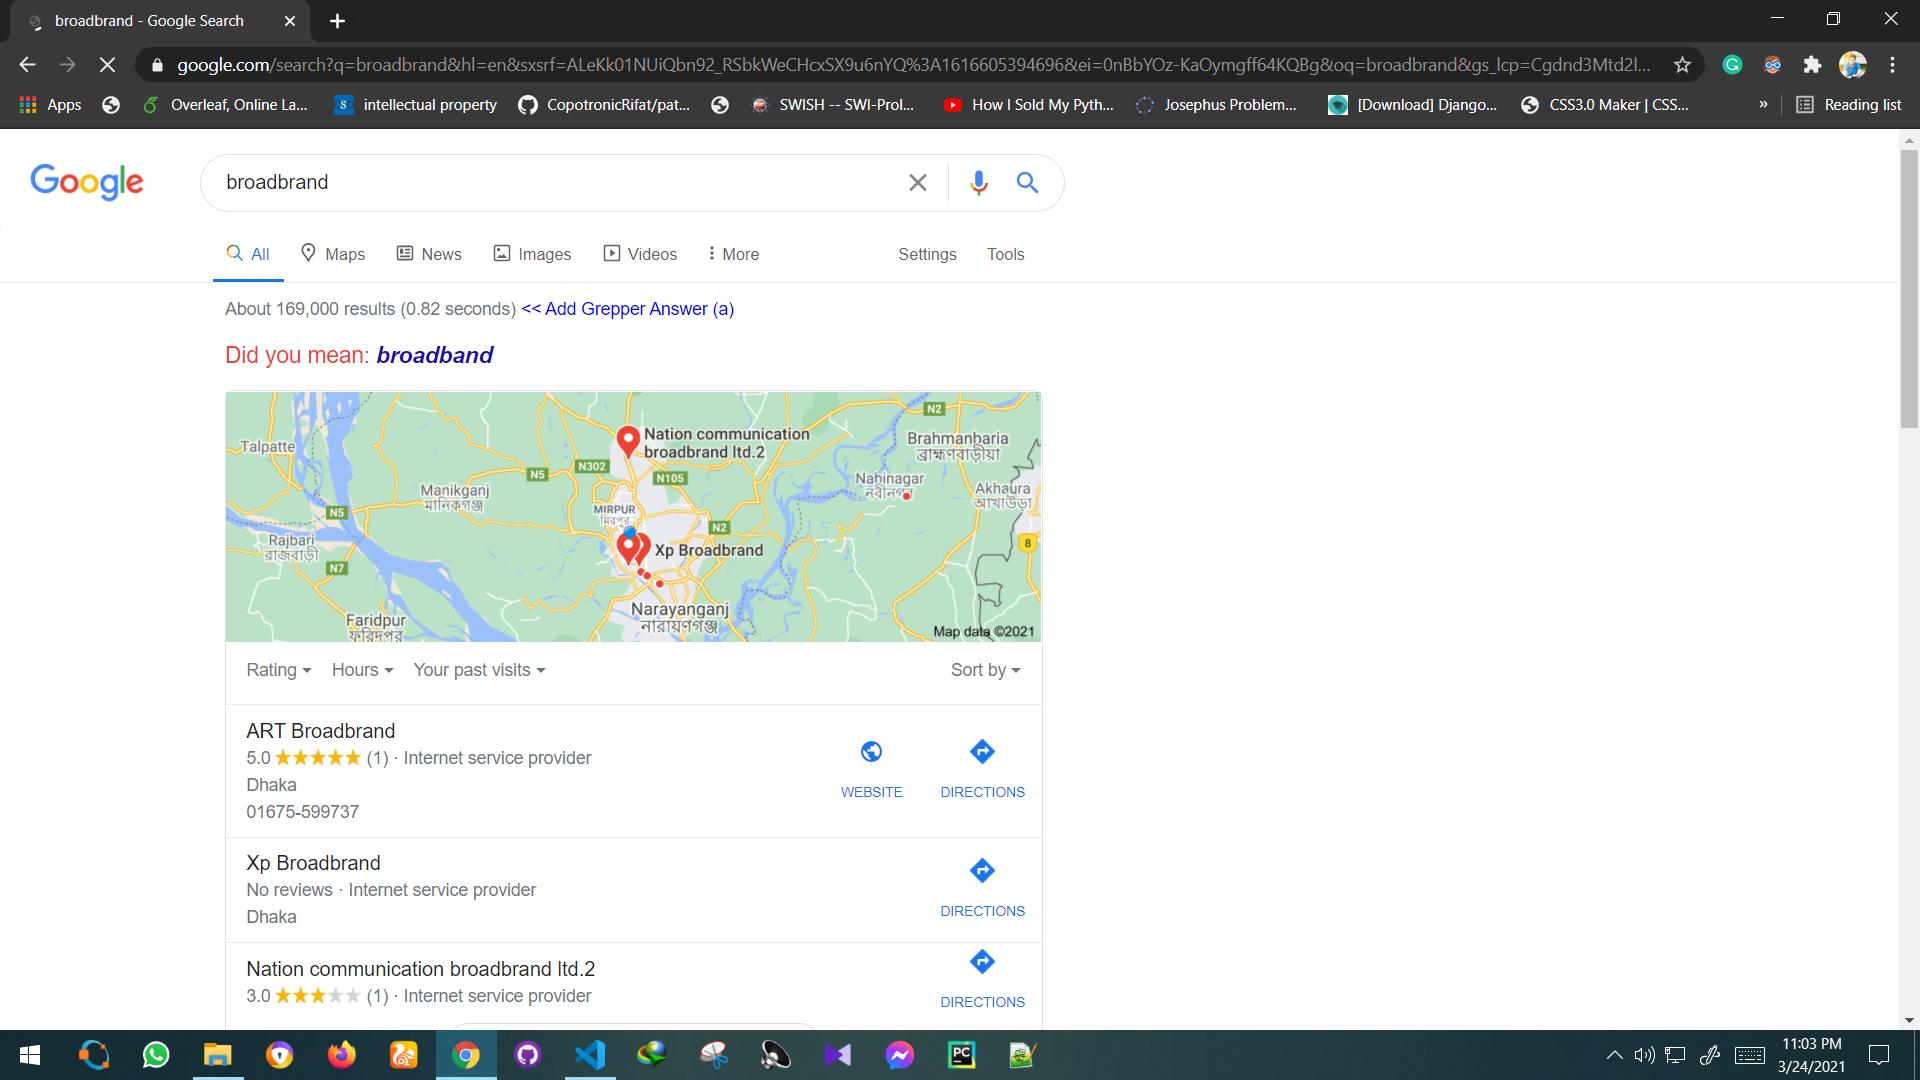 broadbrand - Google Search
google.com/search?q=broadbrand&hl=en&sxsrf=ALeKk01NUiQbn92_RSbkWeCHcxSX9u6nYQ%3A1616605394696&ei=0nBbYOz-KaOymgff64KQBg&oq=broadbrand&gs_lcp=Cgdnd3Mtd2l...
Apps Overleaf, Online La... intellectual property CopotronicRifat/pat... SWISH -- SWI-Prol... How I Sold My Pyth... Josephus Problem... [Download] Django... CSS3.0 Maker | CSS... » Reading list
Google broadbrand
All Maps News Images Videos More Settings Tools
About 169,000 results (0.82 seconds) << Add Grepper Answer (a)
Did you mean: broadband
N2
Nation communication
broadbrand ltd.2
Brahmanbaria
ব্রাহ্মণবাড়ীয়া
Talpatte
N302
N5
N105
Nabinagar
নবীনগর
Manikganj
মানিকগঞ্জ
Akhaura
আখাউড়া
MIRPUR
মিরপুর
N5
N2
Rajbari
রাজবাড়ী
Xp Broadbrand
8
N7
Narayanganj
নারায়ণগঞ্জ
Faridpur
ফরিদপুর
Map data ©2021
Rating Hours Your past visits Sort by
ART Broadbrand
5.0 (1) · Internet service provider
Dhaka
01675-599737
WEBSITE DIRECTIONS
Xp Broadbrand
No reviews · Internet service provider
Dhaka
DIRECTIONS
Nation communication broadbrand ltd.2
3.0 (1) · Internet service provider
DIRECTIONS
PC
11:03 PM
3/24/2021